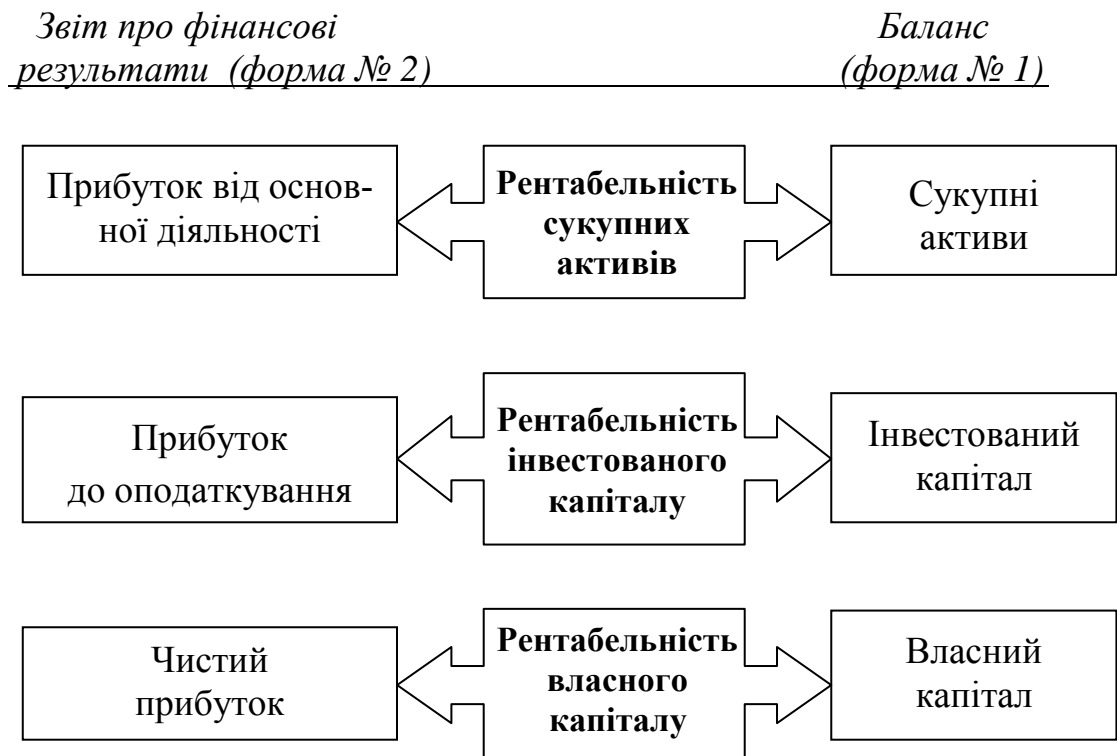 Звіт про фінансові
результати (форма № 2)
Баланс
(форма № 1)
Прибуток від основ-
ної діяльності
Рентабельність
сукупних
активів
Сукупні
активи
Прибуток
до оподаткування
Рентабельність
інвестованого
капіталу
Інвестований
капітал
Чистий
прибуток
Рентабельність
власного
капіталу
Власний
капітал